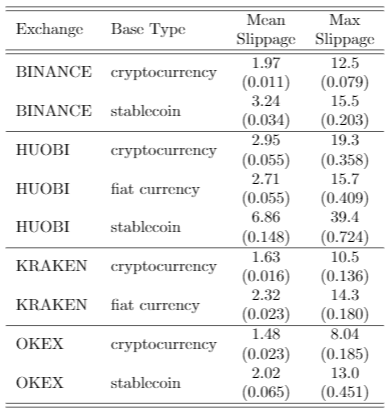 Exchange Base Type Mean Slippage Max Slippage
BINANCE cryptocurrency 1.97 12.5
(0.011) (0.079)
BINANCE stablecoin 3.24 15.5
(0.034) (0.203)
HUOBI cryptocurrency 2.95 19.3
(0.055) (0.358)
HUOBI fiat currency 2.71 15.7
(0.055) (0.409)
HUOBI stablecoin 6.86 39.4
(0.148) (0.724)
KRAKEN cryptocurrency 1.63 10.5
(0.016) (0.136)
KRAKEN fiat currency 2.32 14.3
(0.023) (0.180)
OKEX cryptocurrency 1.48 8.04
(0.023) (0.185)
OKEX stablecoin 2.02 13.0
(0.065) (0.451)